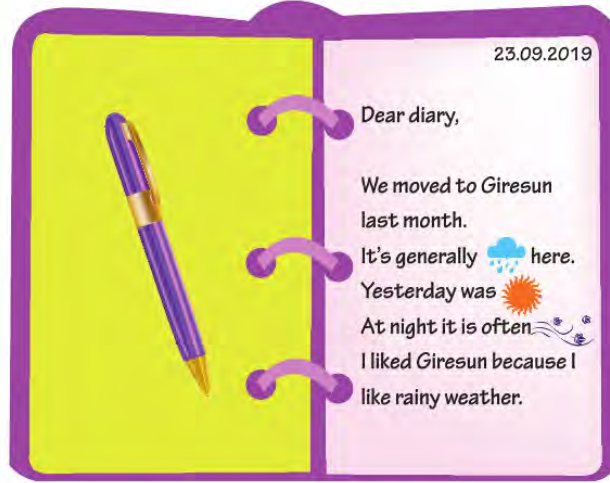 23.09.2019
Dear diary,
We moved to Giresun
last month.
It's generally here.
Yesterday was
At night it is often
I liked Giresun because I
like rainy weather.